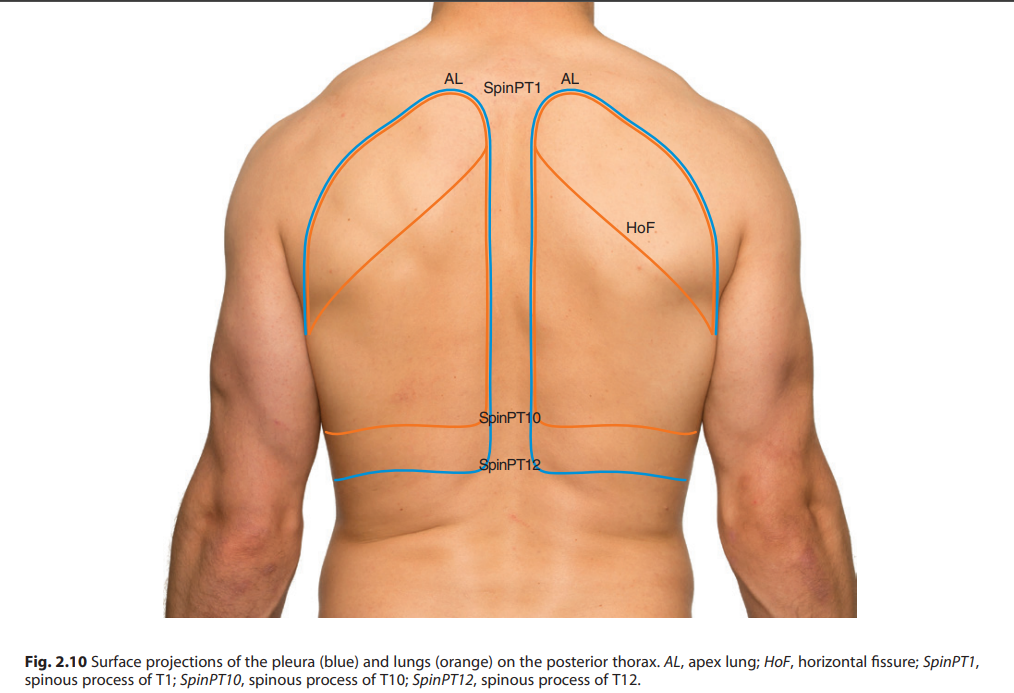 AL
SpinPT1
AL
HoF
SpinPT10
SpinPT12
Fig. 2.10 Surface projections of the pleura (blue) and lungs (orange) on the posterior thorax. AL, apex lung; HoF, horizontal fissure; SpinPT1,
spinous process of T1; SpinPT10, spinous process of T10; SpinPT12, spinous process of T12.